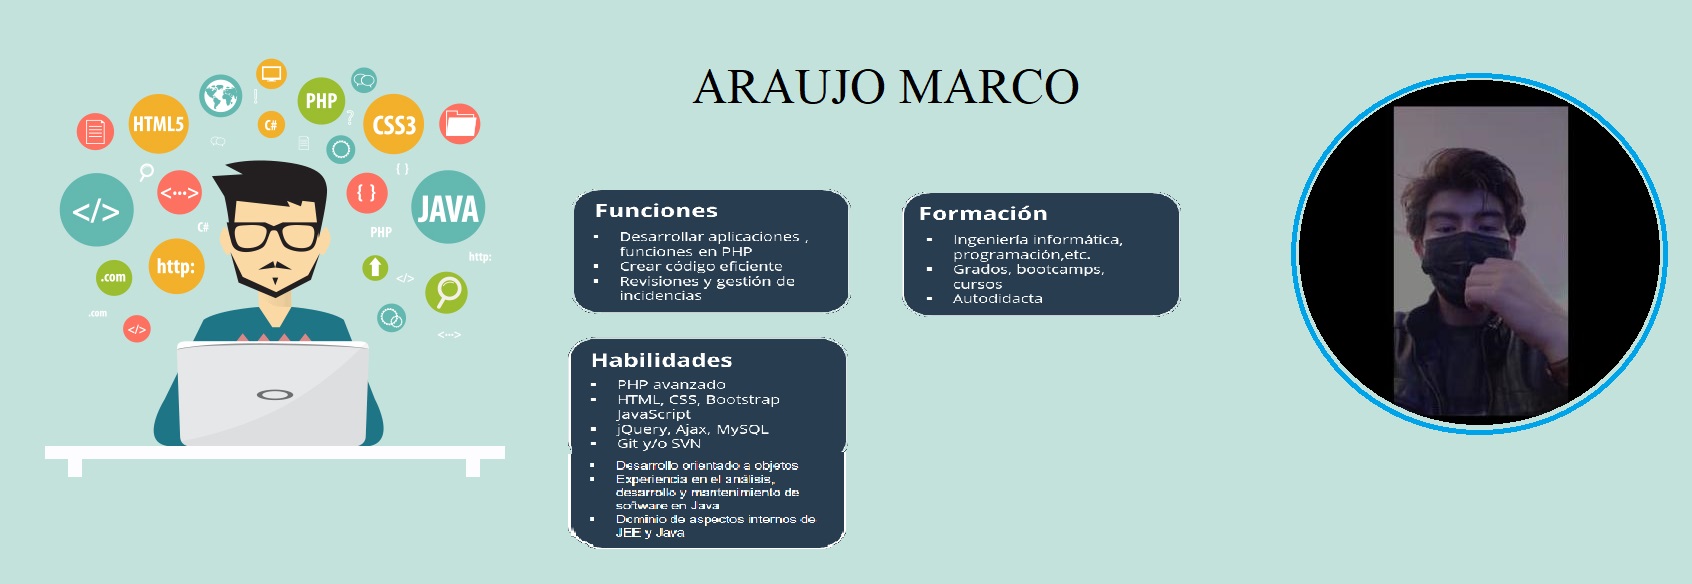 ARAUJO MARCO
HTML5
PHP
C#
CSS3
</>
<...>
{ }
{ }
JAVA
C#
PHP
http:
http:
.com
</>
.com
</>
<...>
Funciones
▪ Desarrollar aplicaciones ,
funciones en PHP
▪ Crear código eficiente
▪ Revisiones y gestión de
incidencias
Formación
▪ Ingeniería informática,
programación,etc.
▪ Grados, bootcamps,
cursos
▪ Autodidacta
Habilidades
▪ PHP avanzado
▪ HTML, CSS, Bootstrap
JavaScript
▪ jQuery, Ajax, MySQL
▪ Git y/o SVN
▪ Desarrollo orientado a objetos
▪ Experiencia en el análisis,
desarrollo y mantenimiento de
software en Java
▪ Dominio de aspectos internos de
JEE y Java